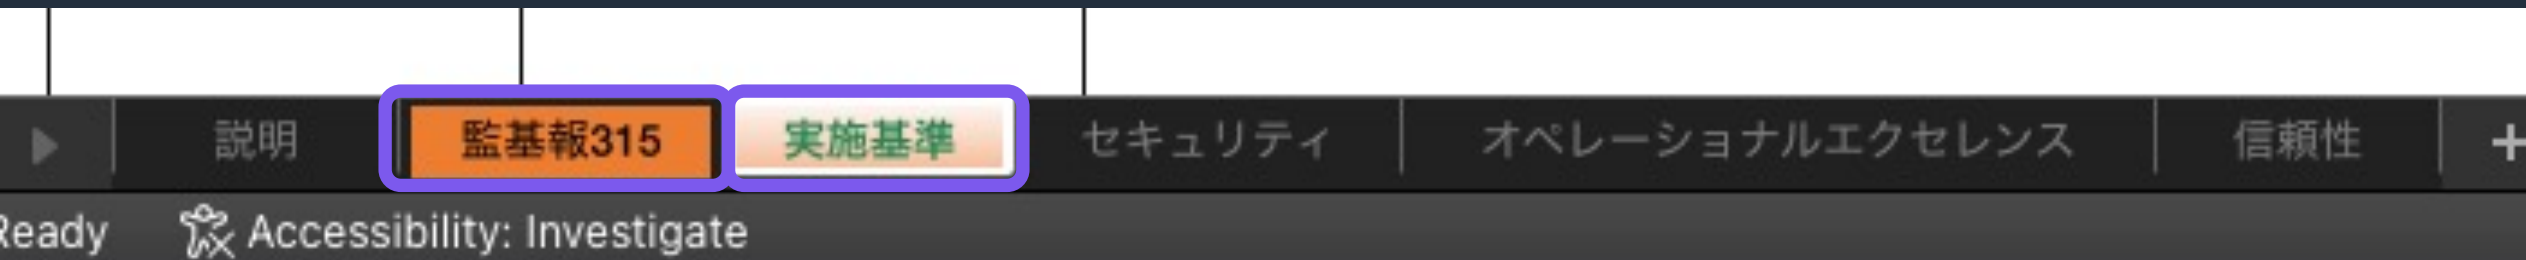 説明 監基報315 実施基準 セキュリティ オペレーショナルエクセレンス 信頼性 +
Ready Accessibility: Investigate